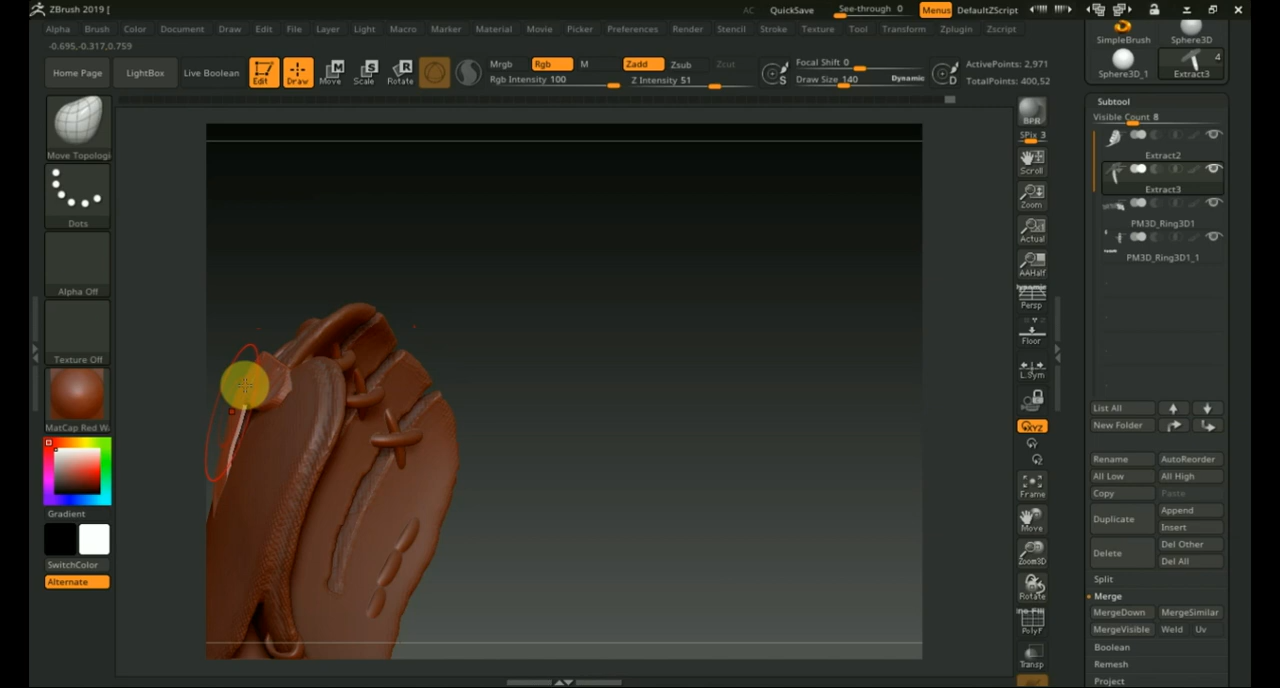 ZBrush 2019 [
AC QuickSave See-through 0 Menus DefaultZScript
Alpha Brush Color Document Draw Edit File Layer Light Macro Marker Material Movie Picker Preferences Render Stencil Stroke Texture Tool Transform Zplugin Zscript
-0.695,-0.317,0.759
Home Page LightBox Live Boolean Edit Draw Move Scale Rotate
Mrgb Rgb M Zadd Zsub Zcut
Rgb Intensity 100 Z Intensity 51
Focal Shift 0
Draw Size 140 Dynamic
ActivePoints: 2,971
TotalPoints: 400,52
Move Topologi
Dots
Alpha Off
Texture Off
MatCap Red W
Gradient
SwitchColor
Alternate
BPR
SPix 3
Scroll
Zoom
Actual
AAHalf
Dynamic
Persp
Floor
L.Sym
XYZ
Frame
Move
Zoom3D
Rotate
Line Fill
PolyF
Transp
SimpleBrush Sphere3D
4
Sphere3D_1 Extract3
Subtool
Visible Count 8
Extract2
Extract3
PM3D_Ring3D1
PM3D_Ring3D1_1
List All
New Folder
Rename AutoReorder
All Low All High
Copy Paste
Duplicate Append
Insert
Delete Del Other
Del All
Split
Merge
MergeDown MergeSimilar
MergeVisible Weld Uv
Boolean
Remesh
Project